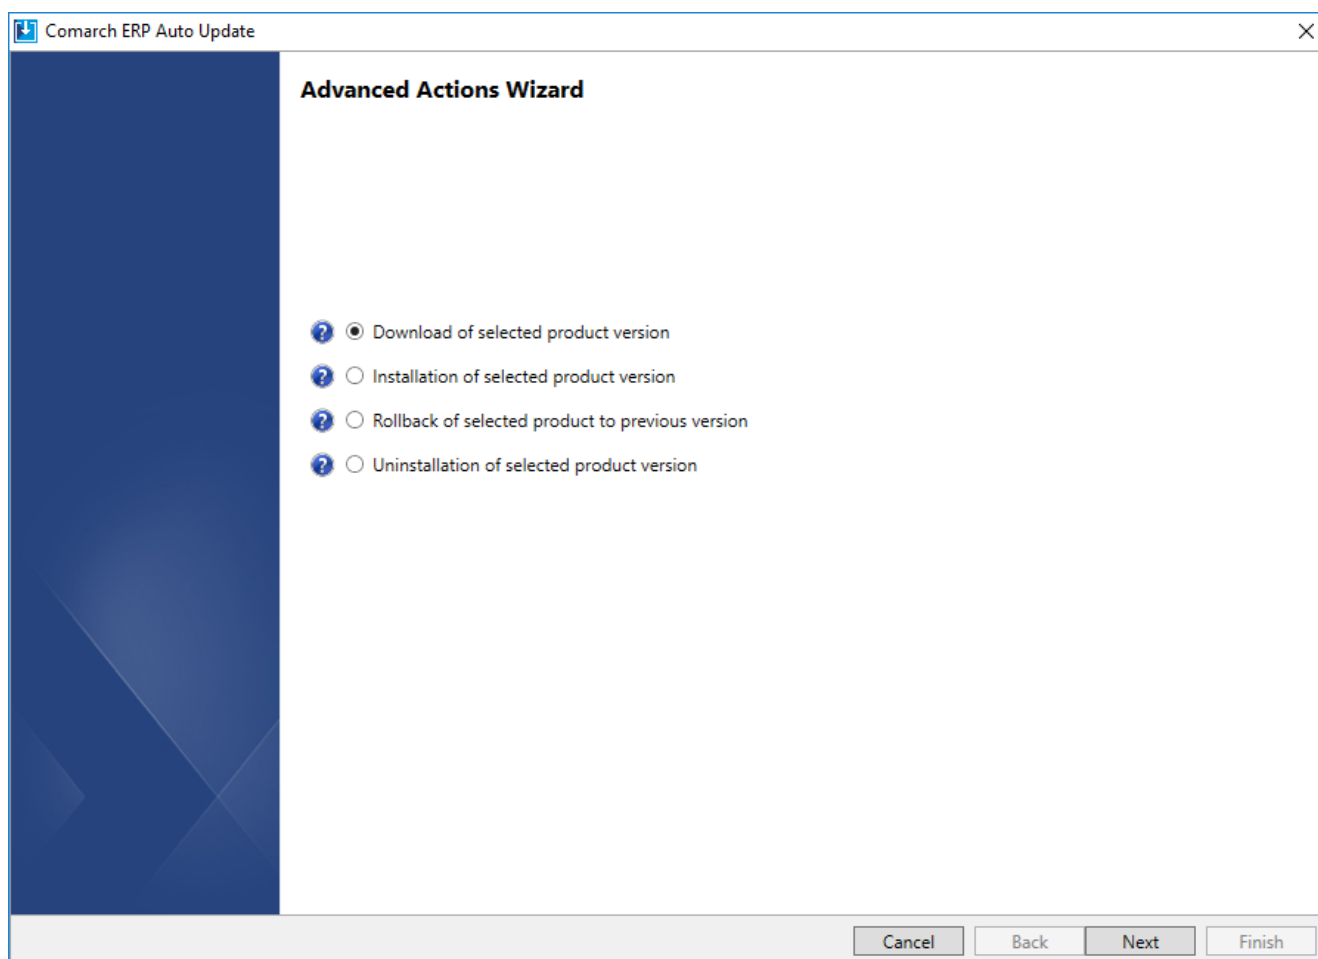 Comarch ERP Auto Update
Advanced Actions Wizard
Download of selected product version
Installation of selected product version
Rollback of selected product to previous version
Uninstallation of selected product version
Cancel Back Next Finish